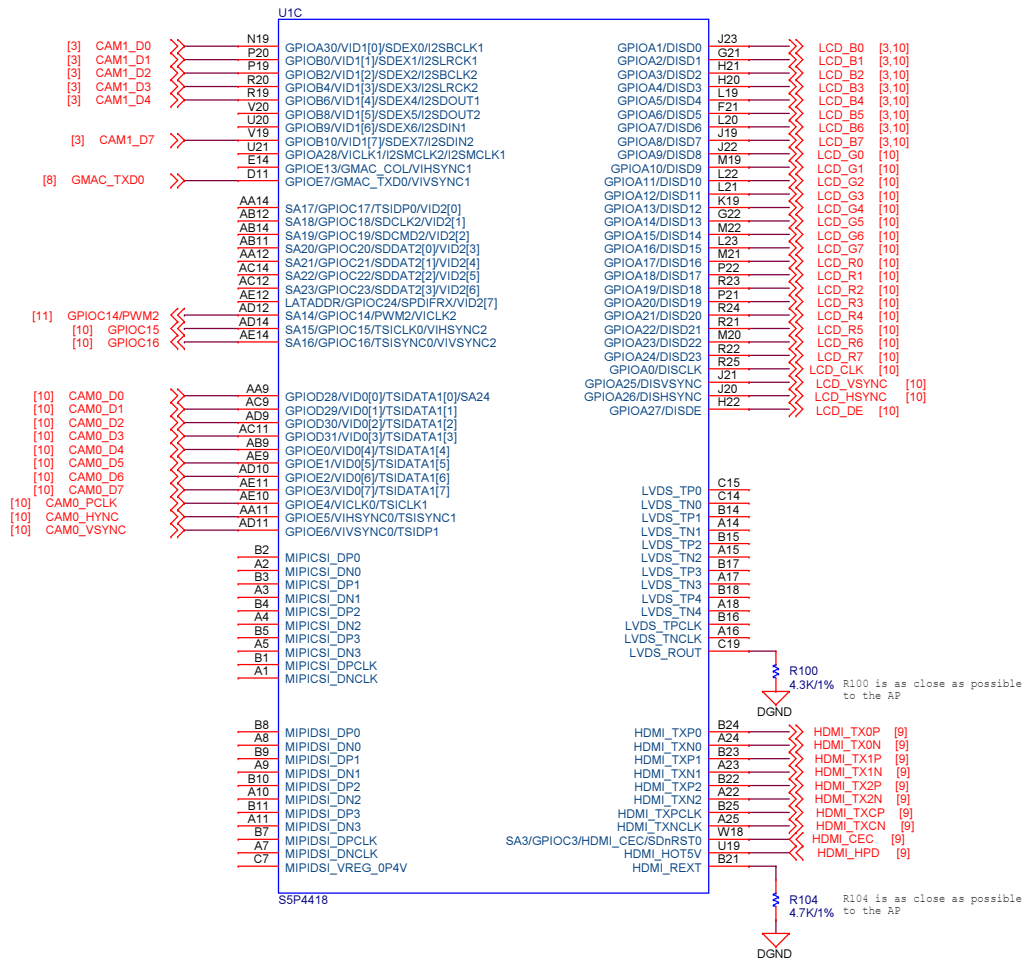 U1C
[3] CAM1_D0 N19 GPIOA30/VID1[0]/SDEX0/I2SBCLK1
[3] CAM1_D1 P20 GPIOB0/VID1[1]/SDEX1/I2SLRCK1
[3] CAM1_D2 P19 GPIOB2/VID1[2]/SDEX2/I2SBCLK2
[3] CAM1_D3 R20 GPIOB4/VID1[3]/SDEX3/I2SLRCK2
[3] CAM1_D4 R19 GPIOB6/VID1[4]/SDEX4/I2SDOUT1
V20 GPIOB8/VID1[5]/SDEX5/I2SDOUT2
U20 GPIOB9/VID1[6]/SDEX6/I2SDIN1
[3] CAM1_D7 V19 GPIOB10/VID1[7]/SDEX7/I2SDIN2
U21 GPIOA28/VICLK1/I2SMCLK2/I2SMCLK1
E14 GPIOE13/GMAC_COL/VIHSYNC1
[8] GMAC_TXD0 D11 GPIOE7/GMAC_TXD0/VIVSYNC1
AA14 SA17/GPIOC17/TSIDP0/VID2[0]
AB12 SA18/GPIOC18/SDCLK2/VID2[1]
AB14 SA19/GPIOC19/SDCMD2/VID2[2]
AB11 SA20/GPIOC20/SDDAT2[0]/VID2[3]
AA12 SA21/GPIOC21/SDDAT2[1]/VID2[4]
AC14 SA22/GPIOC22/SDDAT2[2]/VID2[5]
AC12 SA23/GPIOC23/SDDAT2[3]/VID2[6]
AE12 LATADDR/GPIOC24/SPDIFRX/VID2[7]
[11] GPIOC14/PWM2 AD12 SA14/GPIOC14/PWM2/VICLK2
[10] GPIOC15 AD14 SA15/GPIOC15/TSICLK0/VIHSYNC2
[10] GPIOC16 AE14 SA16/GPIOC16/TSISYNC0/VIVSYNC2
[10] CAM0_D0 AA9 GPIOD28/VID0[0]/TSIDATA1[0]/SA24
[10] CAM0_D1 AC9 GPIOD29/VID0[1]/TSIDATA1[1]
[10] CAM0_D2 AD9 GPIOD30/VID0[2]/TSIDATA1[2]
[10] CAM0_D3 AC11 GPIOD31/VID0[3]/TSIDATA1[3]
[10] CAM0_D4 AB9 GPIOE0/VID0[4]/TSIDATA1[4]
[10] CAM0_D5 AE9 GPIOE1/VID0[5]/TSIDATA1[5]
[10] CAM0_D6 AD10 GPIOE2/VID0[6]/TSIDATA1[6]
[10] CAM0_D7 AE11 GPIOE3/VID0[7]/TSIDATA1[7]
[10] CAM0_PCLK AE10 GPIOE4/VICLK0/TSICLK1
[10] CAM0_HYNC AA11 GPIOE5/VIHSYNC0/TSISYNC1
[10] CAM0_VSYNC AD11 GPIOE6/VIVSYNC0/TSIDP1
B2 MIPICSI_DP0
A2 MIPICSI_DN0
B3 MIPICSI_DP1
A3 MIPICSI_DN1
B4 MIPICSI_DP2
A4 MIPICSI_DN2
B5 MIPICSI_DP3
A5 MIPICSI_DN3
B1 MIPICSI_DPCLK
A1 MIPICSI_DNCLK
B8 MIPIDSI_DP0
A8 MIPIDSI_DN0
B9 MIPIDSI_DP1
A9 MIPIDSI_DN1
B10 MIPIDSI_DP2
A10 MIPIDSI_DN2
B11 MIPIDSI_DP3
A11 MIPIDSI_DN3
B7 MIPIDSI_DPCLK
A7 MIPIDSI_DNCLK
C7 MIPIDSI_VREG_0P4V
GPIOA1/DISD0 J23 LCD_B0 [3,10]
GPIOA2/DISD1 G21 LCD_B1 [3,10]
GPIOA3/DISD2 H21 LCD_B2 [3,10]
GPIOA4/DISD3 H20 LCD_B3 [3,10]
GPIOA5/DISD4 L19 LCD_B4 [3,10]
GPIOA6/DISD5 F21 LCD_B5 [3,10]
GPIOA7/DISD6 L20 LCD_B6 [3,10]
GPIOA8/DISD7 J19 LCD_B7 [3,10]
GPIOA9/DISD8 J22 LCD_G0 [10]
GPIOA10/DISD9 M19 LCD_G1 [10]
GPIOA11/DISD10 L22 LCD_G2 [10]
GPIOA12/DISD11 L21 LCD_G3 [10]
GPIOA13/DISD12 K19 LCD_G4 [10]
GPIOA14/DISD13 G22 LCD_G5 [10]
GPIOA15/DISD14 M22 LCD_G6 [10]
GPIOA16/DISD15 L23 LCD_G7 [10]
GPIOA17/DISD16 M21 LCD_R0 [10]
GPIOA18/DISD17 P22 LCD_R1 [10]
GPIOA19/DISD18 R23 LCD_R2 [10]
GPIOA20/DISD19 P21 LCD_R3 [10]
GPIOA21/DISD20 R24 LCD_R4 [10]
GPIOA22/DISD21 R21 LCD_R5 [10]
GPIOA23/DISD22 M20 LCD_R6 [10]
GPIOA24/DISD23 R22 LCD_R7 [10]
GPIOA0/DISCLK R25 LCD_CLK [10]
GPIOA25/DISVSYNC J21 LCD_VSYNC [10]
GPIOA26/DISHSYNC J20 LCD_HSYNC [10]
GPIOA27/DISDE H22 LCD_DE [10]
LVDS_TP0 C15
LVDS_TN0 C14
LVDS_TP1 B14
LVDS_TN1 A14
LVDS_TP2 B15
LVDS_TN2 A15
LVDS_TP3 B17
LVDS_TN3 A17
LVDS_TP4 B18
LVDS_TN4 A18
LVDS_TPCLK B16
LVDS_TNCLK A16
LVDS_ROUT C19
R100
4.3K/1%
R100 is as close as possible
to the AP
DGND
HDMI_TXP0 B24 HDMI_TX0P [9]
HDMI_TXN0 A24 HDMI_TX0N [9]
HDMI_TXP1 B23 HDMI_TX1P [9]
HDMI_TXN1 A23 HDMI_TX1N [9]
HDMI_TXP2 B22 HDMI_TX2P [9]
HDMI_TXN2 A22 HDMI_TX2N [9]
HDMI_TXPCLK B25 HDMI_TXCP [9]
HDMI_TXNCLK A25 HDMI_TXCN [9]
SA3/GPIOC3/HDMI_CEC/SDnRST0 W18 HDMI_CEC [9]
HDMI_HOT5V U19 HDMI_HPD [9]
HDMI_REXT B21
S5P4418
R104
4.7K/1%
R104 is as close as possible
to the AP
DGND